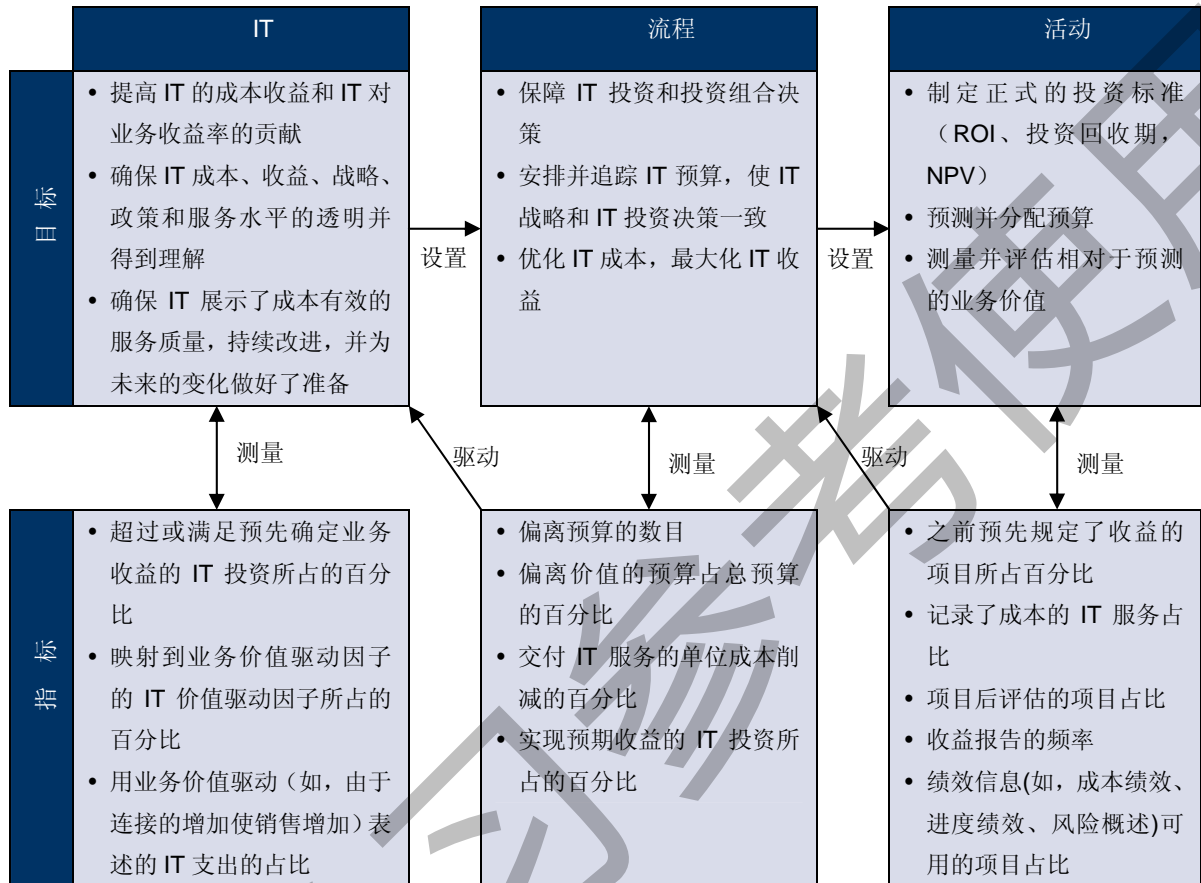 IT
流程
活动
目标
• 提高 IT 的成本收益和 IT 对
业务收益率的贡献
• 确保 IT 成本、收益、战略、
政策和服务水平的透明并
得到理解
• 确保 IT 展示了成本有效的
服务质量，持续改进，并为
未来的变化做好了准备
设置
• 保障 IT 投资和投资组合决
策
• 安排并追踪 IT 预算，使 IT
战略和 IT 投资决策一致
• 优化 IT 成本，最大化 IT 收
益
设置
• 制定正式的投资标准
（ROI、投资回收期，
NPV）
• 预测并分配预算
• 测量并评估相对于预测
的业务价值
测量
驱动
测量
驱动
测量
指标
• 超过或满足预先确定业务
收益的 IT 投资所占的百分
比
• 映射到业务价值驱动因子
的 IT 价值驱动因子所占的
百分比
• 用业务价值驱动（如，由于
连接的增加使销售增加）表
述的 IT 支出的占比
• 偏离预算的数目
• 偏离价值的预算占总预算
的百分比
• 交付 IT 服务的单位成本削
减的百分比
• 实现预期收益的 IT 投资所
占的百分比
• 之前预先规定了收益的
项目所占百分比
• 记录了成本的 IT 服务占
比
• 项目后评估的项目占比
• 收益报告的频率
• 绩效信息(如，成本绩效、
进度绩效、风险概述)可
用的项目占比
习参考使用